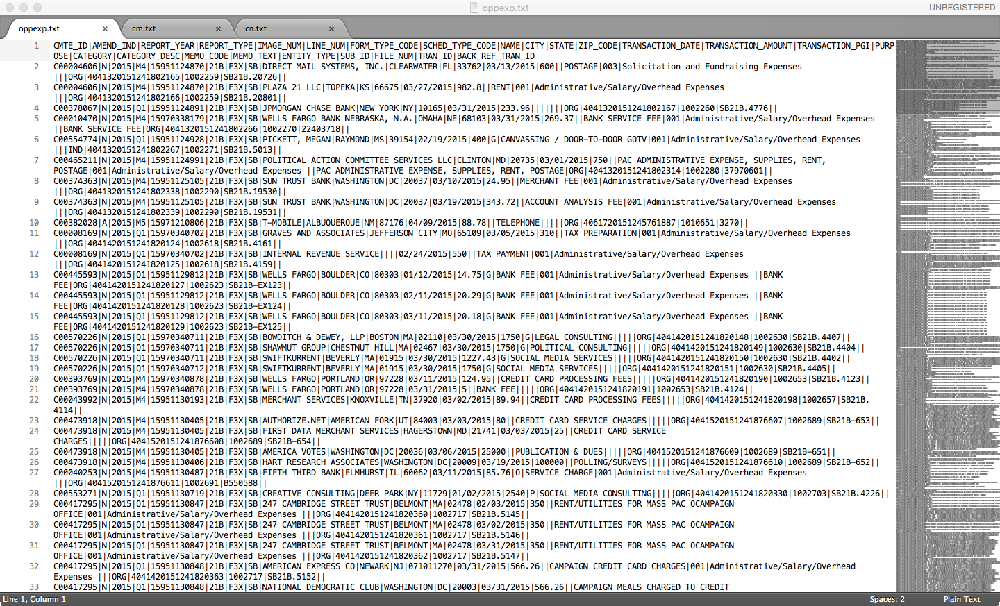 oppexp.txt
UNREGISTERED
oppexp.txt × cm.txt × cn.txt ×
1 CMTE_ID|AMEND_IND|REPORT_YEAR|REPORT_TYPE|IMAGE_NUM|LINE_NUM|FORM_TYPE_CODE|SCHED_TYPE_CODE|NAME|CITY|STATE|ZIP_CODE|TRANSACTION_DATE|TRANSACTION_AMOUNT|TRANSACTION_PGI|PURP
OSE|CATEGORY|CATEGORY_DESC|MEMO_CODE|MEMO_TEXT|ENTITY_TYPE|SUB_ID|FILE_NUM|TRAN_ID|BACK_REF_TRAN_ID
2 C00004606|N|2015|M4|15951124870|21B|F3X|SB|DIRECT MAIL SYSTEMS, INC.|CLEARWATER|FL|33762|03/13/2015|600||POSTAGE|003|Solicitation and Fundraising Expenses
|||ORG|4041320151241802165|1002259|SB21B.20726||
3 C00004606|N|2015|M4|15951124870|21B|F3X|SB|PLAZA 21 LLC|TOPEKA|KS|66675|03/27/2015|982.8||RENT|001|Administrative/Salary/Overhead Expenses
|||ORG|4041320151241802166|1002259|SB21B.20801||
4 C00378067|N|2015|Q1|15951124891|21B|F3X|SB|JPMORGAN CHASE BANK|NEW YORK|NY|10165|03/31/2015|233.96|||||||ORG|4041320151241802167|1002260|SB21B.4776||
5 C00010470|N|2015|M4|15970338179|21B|F3X|SB|WELLS FARGO BANK NEBRASKA, N.A.|OMAHA|NE|68103|03/31/2015|269.37||BANK SERVICE FEE|001|Administrative/Salary/Overhead Expenses
||BANK SERVICE FEE|ORG|4041320151241802266|1002270|22403718||
6 C00554774|N|2015|Q1|15951124928|21B|F3X|SB|PICKETT, MEGAN|RAYMOND|MS|39154|02/19/2015|400|G|CANVASSING / DOOR-TO-DOOR GOTV|001|Administrative/Salary/Overhead Expenses
|||IND|4041320151241802267|1002271|SB21B.5013||
7 C00465211|N|2015|M4|15951124991|21B|F3X|SB|POLITICAL ACTION COMMITTEE SERVICES LLC|CLINTON|MD|20735|03/01/2015|750||PAC ADMINISTRATIVE EXPENSE, SUPPLIES, RENT,
POSTAGE|001|Administrative/Salary/Overhead Expenses ||PAC ADMINISTRATIVE EXPENSE, SUPPLIES, RENT, POSTAGE|ORG|4041320151241802314|1002280|37970601||
8 C00374363|N|2015|M4|15951125105|21B|F3X|SB|SUN TRUST BANK|WASHINGTON|DC|20037|03/10/2015|24.95||MERCHANT FEE|001|Administrative/Salary/Overhead Expenses
|||ORG|4041320151241802338|1002290|SB21B.19530||
9 C00374363|N|2015|M4|15951125105|21B|F3X|SB|SUN TRUST BANK|WASHINGTON|DC|20037|03/19/2015|343.72||ACCOUNT ANALYSIS FEE|001|Administrative/Salary/Overhead Expenses
|||ORG|4041320151241802339|1002290|SB21B.19531||
10 C00382028|A|2015|M5|15971210806|21B|F3X|SB|T-MOBILE|ALBUQUERQUE|NM|87176|04/09/2015|88.78||TELEPHONE|||||ORG|4061720151245761887|1010651|3270||
11 C00008169|N|2015|Q1|15970340702|21B|F3X|SB|GRAVES AND ASSOCIATES|JEFFERSON CITY|MO|65109|03/05/2015|310||TAX PREPARATION|001|Administrative/Salary/Overhead Expenses
|||ORG|4041420151241820124|1002618|SB21B.4161||
12 C00008169|N|2015|Q1|15970340702|21B|F3X|SB|INTERNAL REVENUE SERVICE||||02/24/2015|550||TAX PAYMENT|001|Administrative/Salary/Overhead Expenses
|||ORG|4041420151241820125|1002618|SB21B.4159||
13 C00445593|N|2015|Q1|15951129812|21B|F3X|SB|WELLS FARGO|BOULDER|CO|80303|01/12/2015|14.75|G|BANK FEE|001|Administrative/Salary/Overhead Expenses ||BANK
FEE|ORG|4041420151241820127|1002623|SB21B-EX123||
14 C00445593|N|2015|Q1|15951129812|21B|F3X|SB|WELLS FARGO|BOULDER|CO|80303|02/11/2015|20.29|G|BANK FEE|001|Administrative/Salary/Overhead Expenses ||BANK
FEE|ORG|4041420151241820128|1002623|SB21B-EX124||
15 C00445593|N|2015|Q1|15951129812|21B|F3X|SB|WELLS FARGO|BOULDER|CO|80303|03/11/2015|20.18|G|BANK FEE|001|Administrative/Salary/Overhead Expenses ||BANK
FEE|ORG|4041420151241820129|1002623|SB21B-EX125||
16 C00570226|N|2015|Q1|15970340711|21B|F3X|SB|BOWDITCH & DEWEY, LLP|BOSTON|MA|02110|03/30/2015|1750|G|LEGAL CONSULTING|||||ORG|4041420151241820148|1002630|SB21B.4407||
17 C00570226|N|2015|Q1|15970340711|21B|F3X|SB|SHAWMUT GROUP|CHESTNUT HILL|MA|02467|03/20/2015|1750|G|POLITICAL CONSULTING|||||ORG|4041420151241820149|1002630|SB21B.4404||
18 C00570226|N|2015|Q1|15970340711|21B|F3X|SB|SWIFTKURRENT|BEVERLY|MA|01915|03/30/2015|1227.43|G|SOCIAL MEDIA SERVICES|||||ORG|4041420151241820150|1002630|SB21B.4402||
19 C00570226|N|2015|Q1|15970340712|21B|F3X|SB|SWIFTKURRENT|BEVERLY|MA|01915|03/30/2015|1750|G|SOCIAL MEDIA SERVICES|||||ORG|4041420151241820151|1002630|SB21B.4405||
20 C00393769|N|2015|M4|15970340878|21B|F3X|SB|WELLS FARGO|PORTLAND|OR|97228|03/11/2015|124.95||CREDIT CARD PROCESSING FEES|||||ORG|4041420151241820190|1002653|SB21B.4123||
21 C00393769|N|2015|M4|15970340878|21B|F3X|SB|WELLS FARGO|PORTLAND|OR|97228|03/31/2015|5||BANK FEE|||||ORG|4041420151241820191|1002653|SB21B.4124||
22 C00043992|N|2015|M4|15951130193|21B|F3X|SB|MERCHANT SERVICES|KNOXVILLE|TN|37920|03/02/2015|89.94||CREDIT CARD PROCESSING FEES|||||ORG|4041420151241820198|1002657|SB21B.
4114||
23 C00473918|N|2015|M4|15951130405|21B|F3X|SB|AUTHORIZE.NET|AMERICAN FORK|UT|84003|03/03/2015|80||CREDIT CARD SERVICE CHARGES|||||ORG|4041520151241876607|1002689|SB21B-653||
24 C00473918|N|2015|M4|15951130405|21B|F3X|SB|FIRST DATA MERCHANT SERVICES|HAGERSTOWN|MD|21741|03/03/2015|25||CREDIT CARD SERVICE
CHARGES|||||ORG|4041520151241876608|1002689|SB21B-654||
25 C00473918|N|2015|M4|15951130405|21B|F3X|SB|AMERICA VOTES|WASHINGTON|DC|20036|03/06/2015|25000||PUBLICATION & DUES|||||ORG|4041520151241876609|1002689|SB21B-651||
26 C00473918|N|2015|M4|15951130406|21B|F3X|SB|HART RESEARCH ASSOCIATES|WASHINGTON|DC|20009|03/19/2015|100000||POLLING/SURVEYS|||||ORG|4041520151241876610|1002689|SB21B-652||
27 C00040253|N|2015|M4|15951130487|21B|F3X|SB|FIFTH THIRD BANK|ELMHURST|IL|60062|03/11/2015|85.76|O|SERVICE CHARGE|001|Administrative/Salary/Overhead Expenses
|||ORG|4041520151241876611|1002691|B550588||
28 C00553271|N|2015|Q1|15951130719|21B|F3X|SB|CREATIVE CONSULTING|DEER PARK|NY|11729|01/07/2015|2540|P|SOCIAL MEDIA CONSULTING|||||ORG|4041420151241820330|1002703|SB21B.4226||
29 C00417295|N|2015|Q1|15951130847|21B|F3X|SB|247 CAMBRIDGE STREET TRUST|BELMONT|MA|02478|02/03/2015|350||RENT/UTILITIES FOR MASS PAC OCAMPAIGN
OFFICE|001|Administrative/Salary/Overhead Expenses |||ORG|4041420151241820360|1002717|SB21B.5145||
30 C00417295|N|2015|Q1|15951130847|21B|F3X|SB|247 CAMBRIDGE STREET TRUST|BELMONT|MA|02478|03/02/2015|350||RENT/UTILITIES FOR MASS PAC OCAMPAIGN
OFFICE|001|Administrative/Salary/Overhead Expenses |||ORG|4041420151241820361|1002717|SB21B.5146||
31 C00417295|N|2015|Q1|15951130847|21B|F3X|SB|247 CAMBRIDGE STREET TRUST|BELMONT|MA|02478|03/31/2015|350||RENT/UTILITIES FOR MASS PAC OCAMPAIGN
OFFICE|001|Administrative/Salary/Overhead Expenses |||ORG|4041420151241820362|1002717|SB21B.5147||
32 C00417295|N|2015|Q1|15951130848|21B|F3X|SB|AMERICAN EXPRESS CO|NEWARK|NJ|071011270|03/31/2015|566.26||CAMPAIGN CREDIT CARD CHARGES|001|Administrative/Salary/Overhead
Expenses |||ORG|4041420151241820363|1002717|SB21B.5152||
33 C00417295|N|2015|Q1|15951130848|21B|F3X|SB|NATIONAL DEMOCRATIC CLUB|WASHINGTON|DC|20003|03/31/2015|566.26||CAMPAIGN MEALS CHARGED TO CREDIT
Line 1, Column 1
Spaces: 2
Plain Text